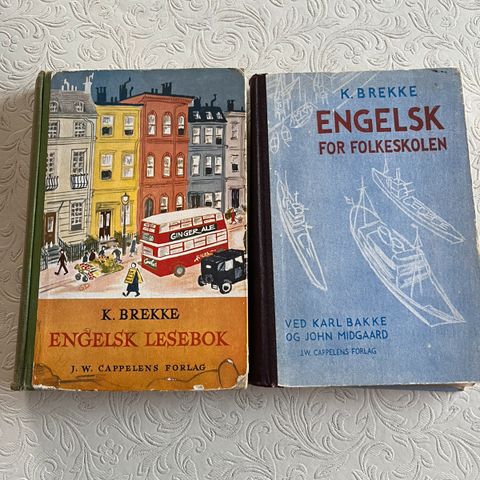 GINGER ALE
K. BREKKE
ENGELSK LESEBOK
J. W. CAPPELENS FORLAG
K. BREKKE
ENGELSK
FOR FOLKESKOLEN
VED KARL BAKKE
OG JOHN MIDGAARD
J.W. CAPPELENS FORLAG